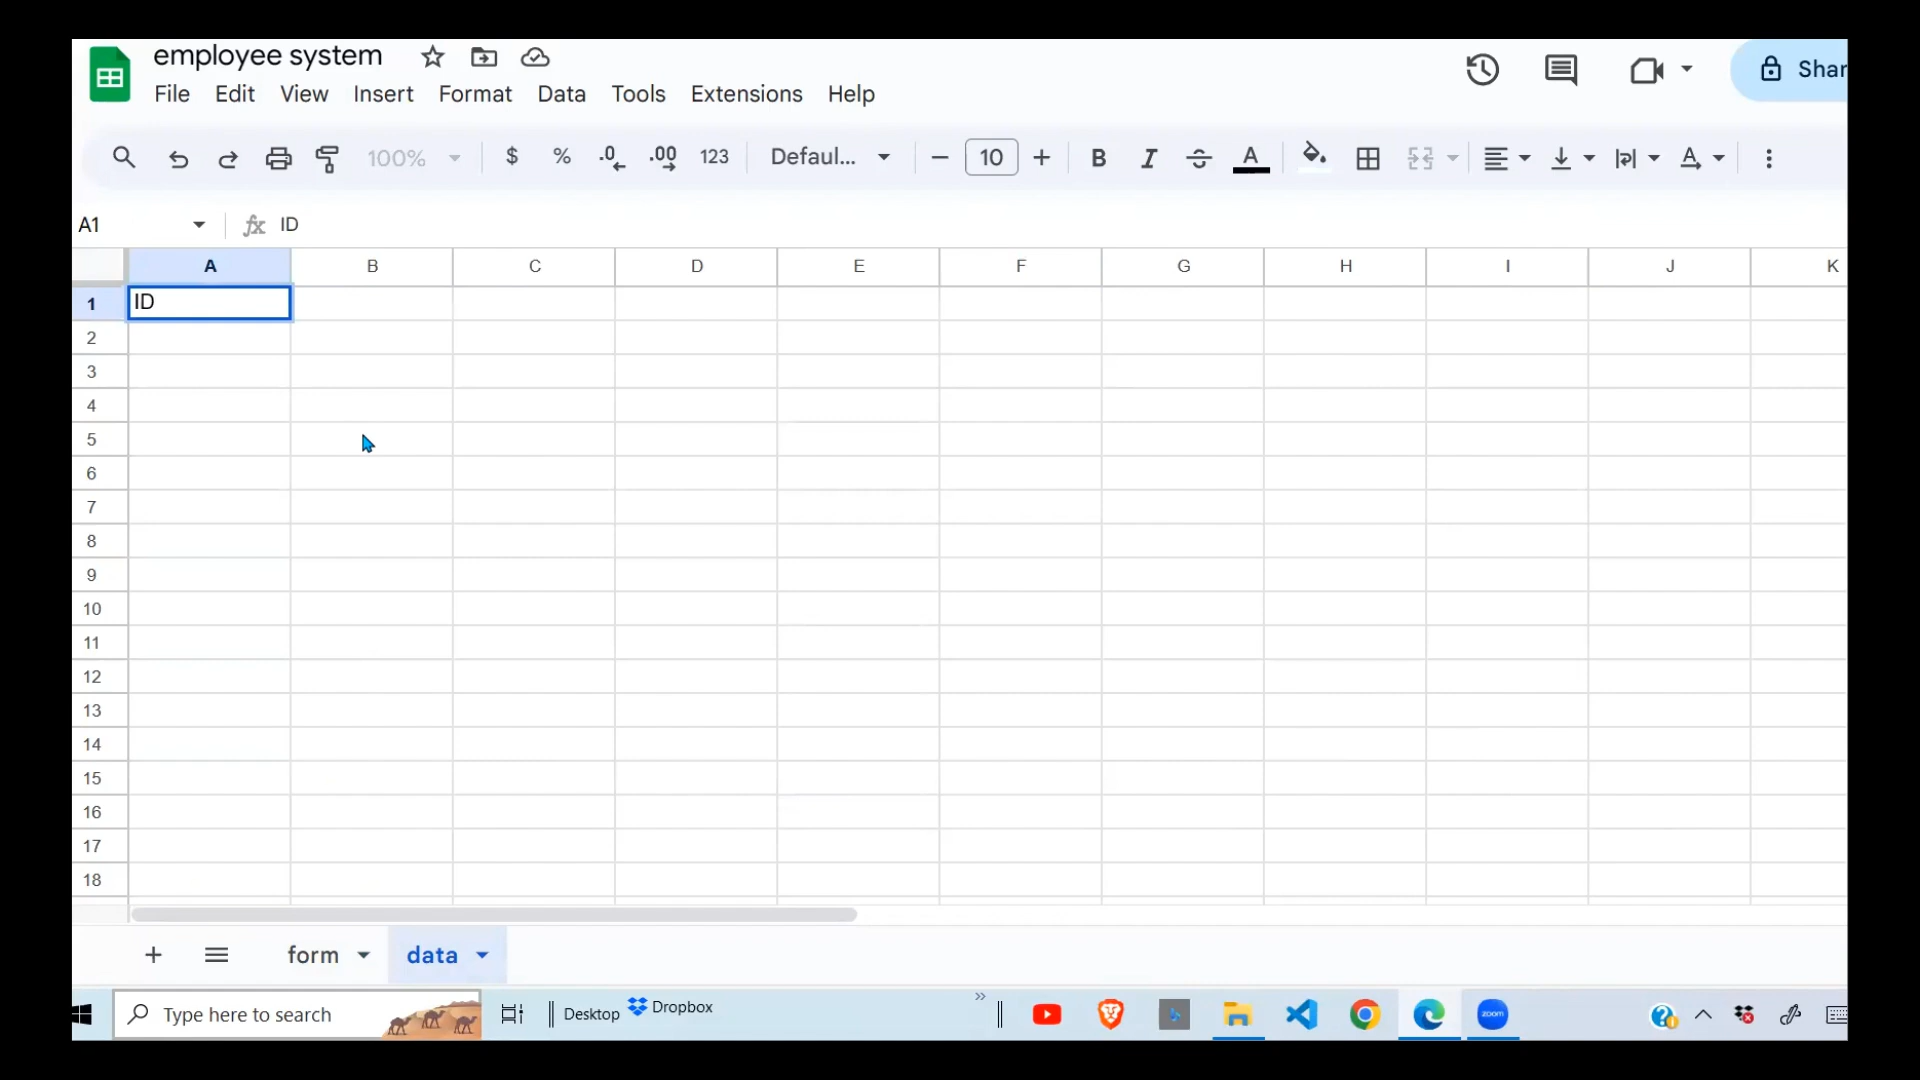 employee system
Shar
File Edit View Insert Format Data Tools Extensions Help
100% $ % .0 .00 123 Defaul... 10 B I A A
A1 fx ID
A B C D E F G H I J K
1 ID
2
3
4
5
6
7
8
9
10
11
12
13
14
15
16
17
18
form data
Type here to search Desktop Dropbox zoom